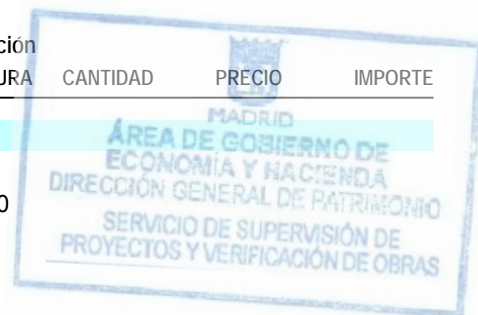 ción
URA CANTIDAD PRECIO IMPORTE
MADRID
ÁREA DE GOBIERNO DE
ECONOMÍA Y HACIENDA
DIRECCIÓN GENERAL DE PATRIMONIO
0
SERVICIO DE SUPERVISIÓN DE
PROYECTOS Y VERIFICACIÓN DE OBRAS